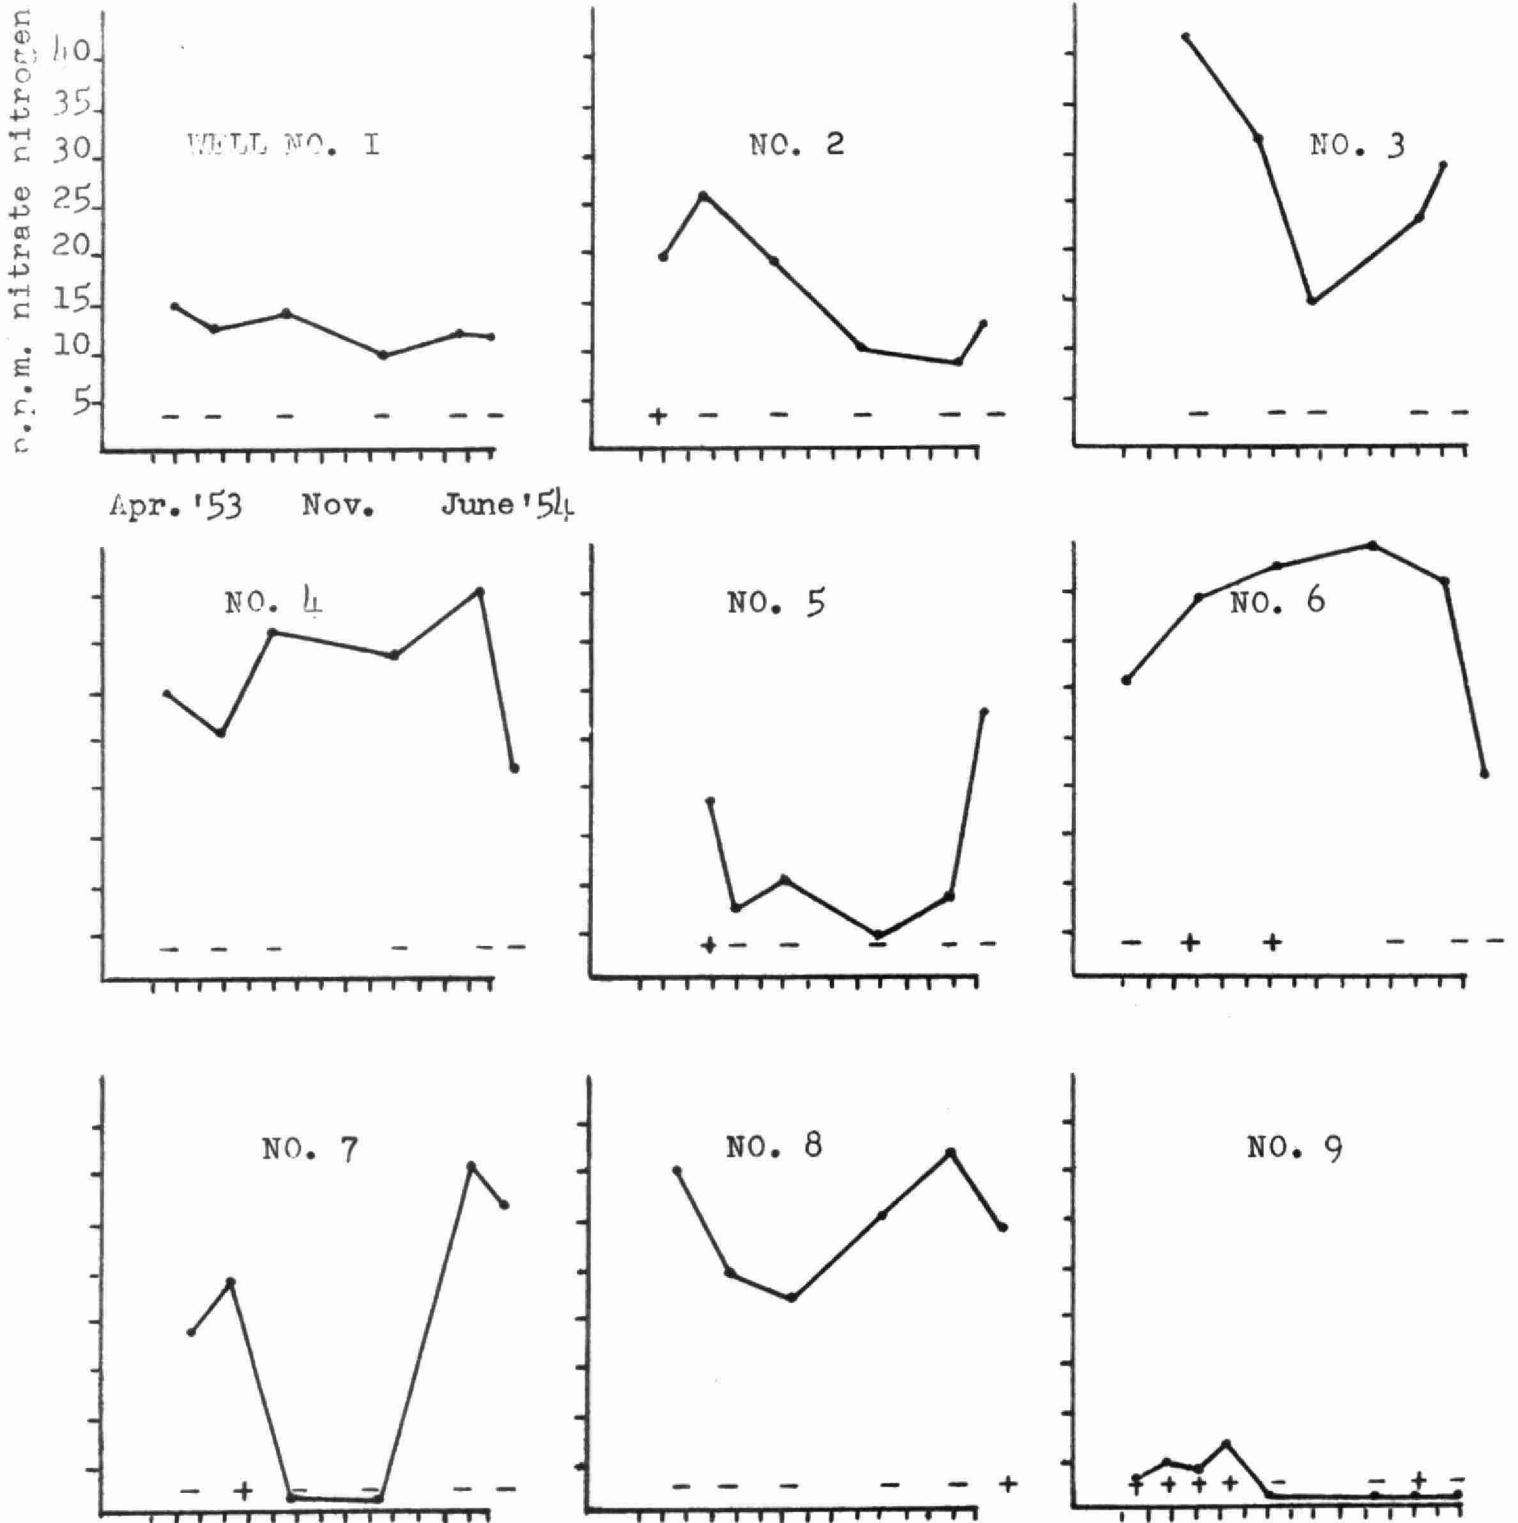 p.p.m. nitrate nitrogen
40
35
30
25
20
15
10
5
WELL NO. I
NO. 2
NO. 3
- - - - - -
+ - - - - -
- - - - -
Apr.'53 Nov. June'54
NO. 4
NO. 5
NO. 6
- - - - - -
+ - - - - -
- + + - - -
NO. 7
NO. 8
NO. 9
- + - - - -
- - - - - +
+ + + + - - + -